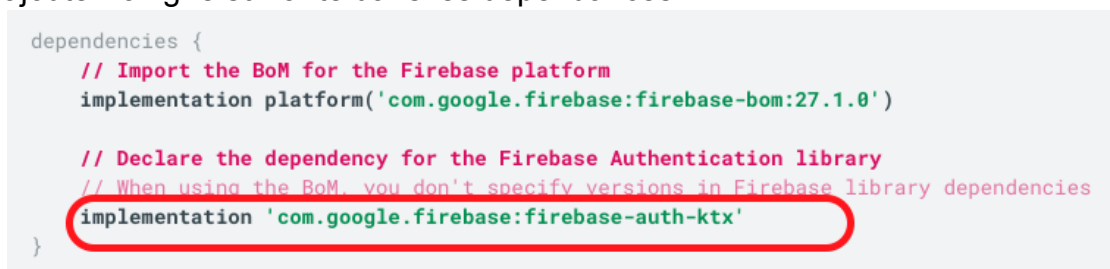 dependencies {
// Import the BoM for the Firebase platform
implementation platform('com.google.firebase:firebase-bom:27.1.0')
// Declare the dependency for the Firebase Authentication library
// When using the BoM, you don't specify versions in Firebase library dependencies
implementation 'com.google.firebase:firebase-auth-ktx'
}